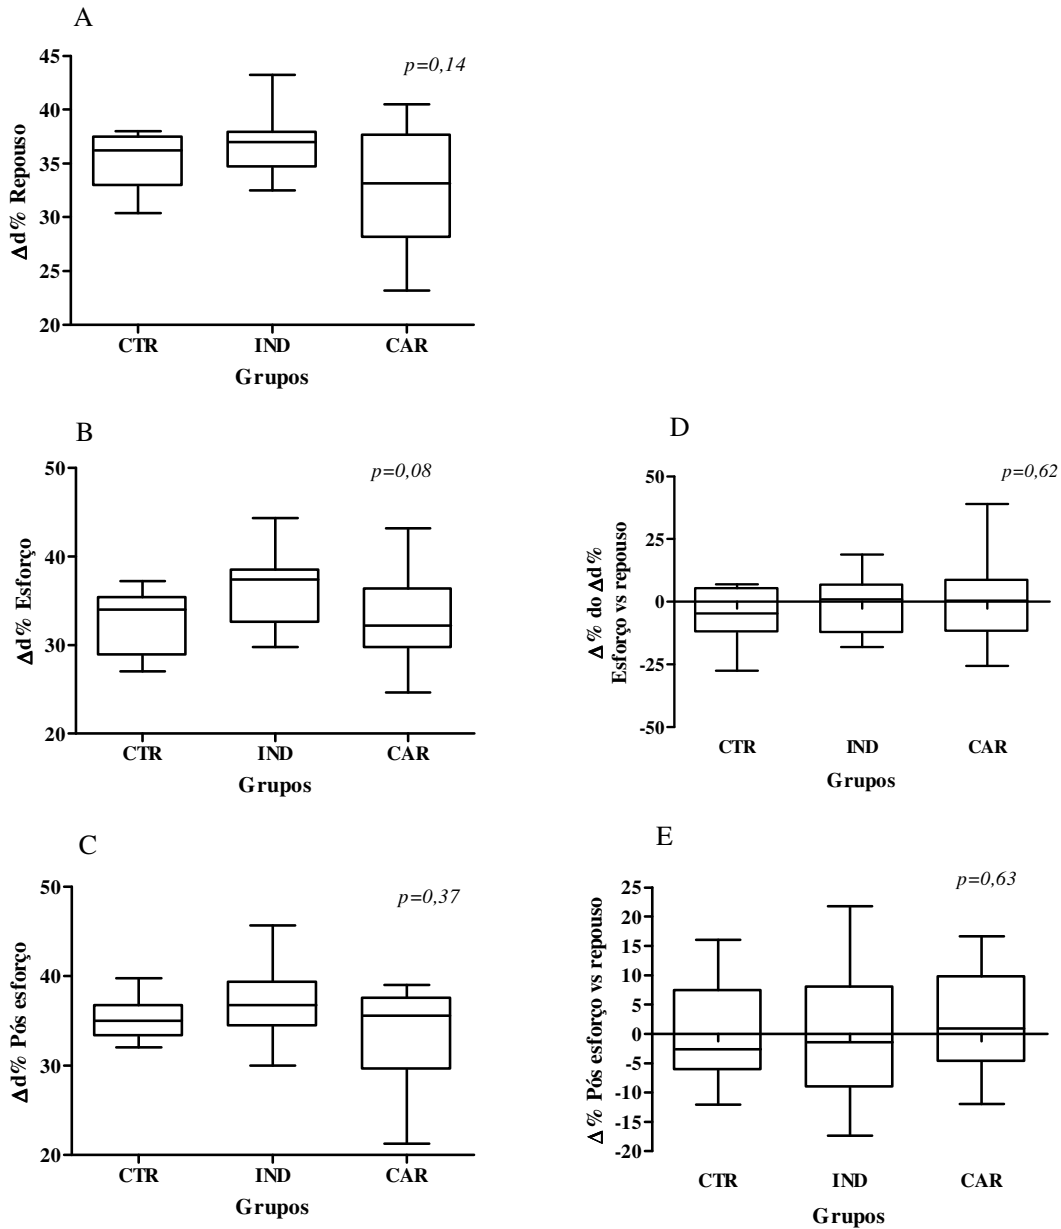 A
p=0,14
Δd% Repouso
45
40
35
30
25
20
CTR IND CAR
Grupos
B
p=0,08
Δd% Esforço
50
40
30
20
CTR IND CAR
Grupos
D
p=0,62
Δ% do Δd%
Esforço vs repouso
50
25
0
-25
-50
CTR IND CAR
Grupos
C
p=0,37
Δd% Pós esforço
50
40
30
20
CTR IND CAR
Grupos
E
p=0,63
Δ% Pós esforço vs repouso
25
20
15
10
5
0
-5
-10
-15
-20
CTR IND CAR
Grupos